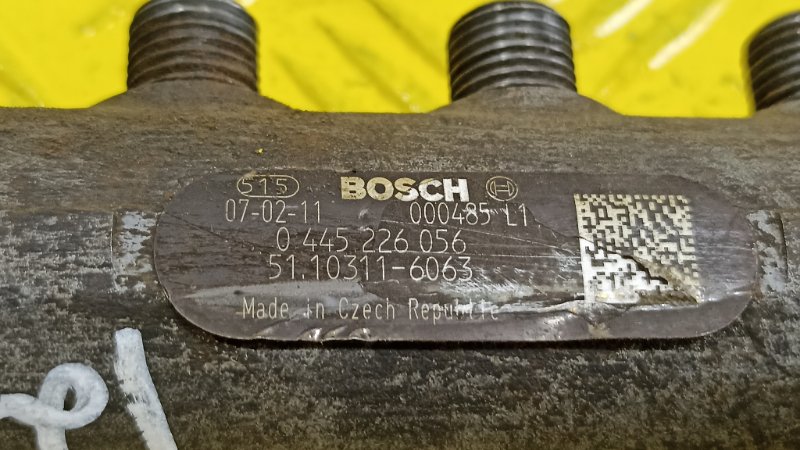 515 BOSCH
07-02-11 000485 L1
0 445 226 056
51.10311-6063
Made in Czech Republic